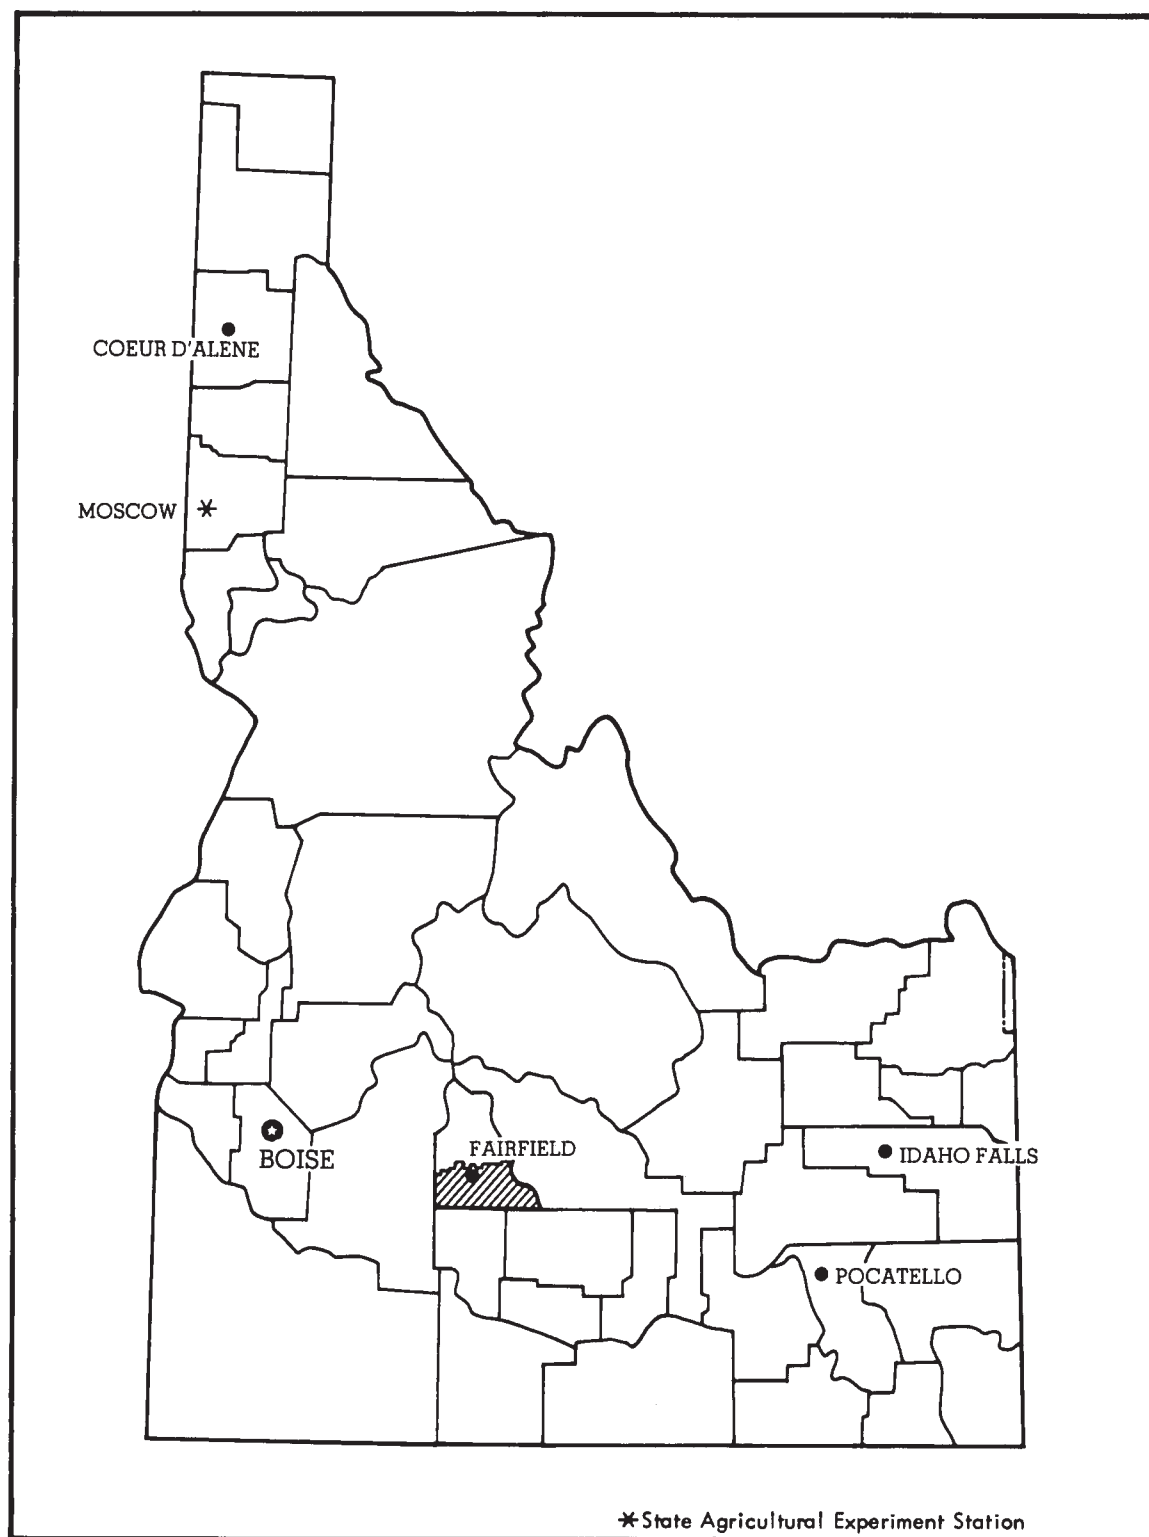 COEUR D'ALENE
MOSCOW
FAIRFIELD
BOISE
IDAHO FALLS
POCATELLO
*State Agricultural Experiment Station